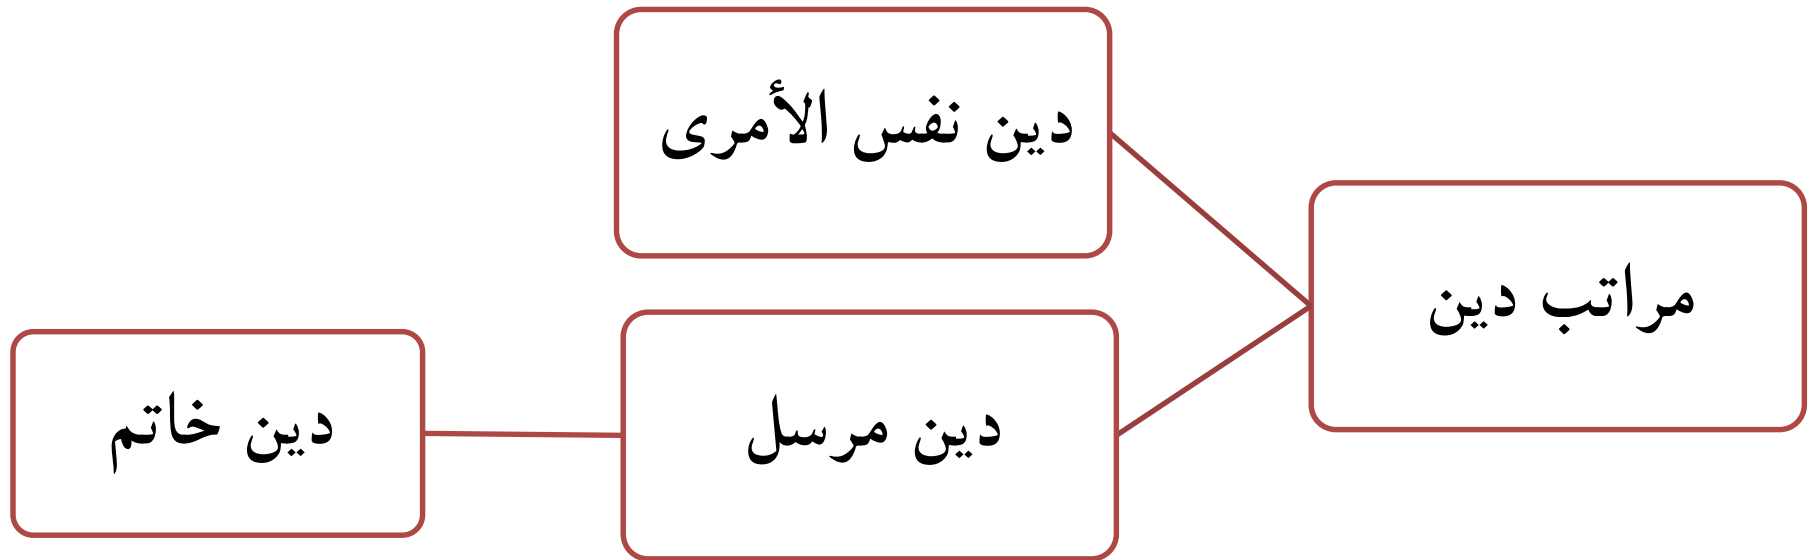 مراتب دین
دین نفس الأمری
دین مرسل
دین خاتم